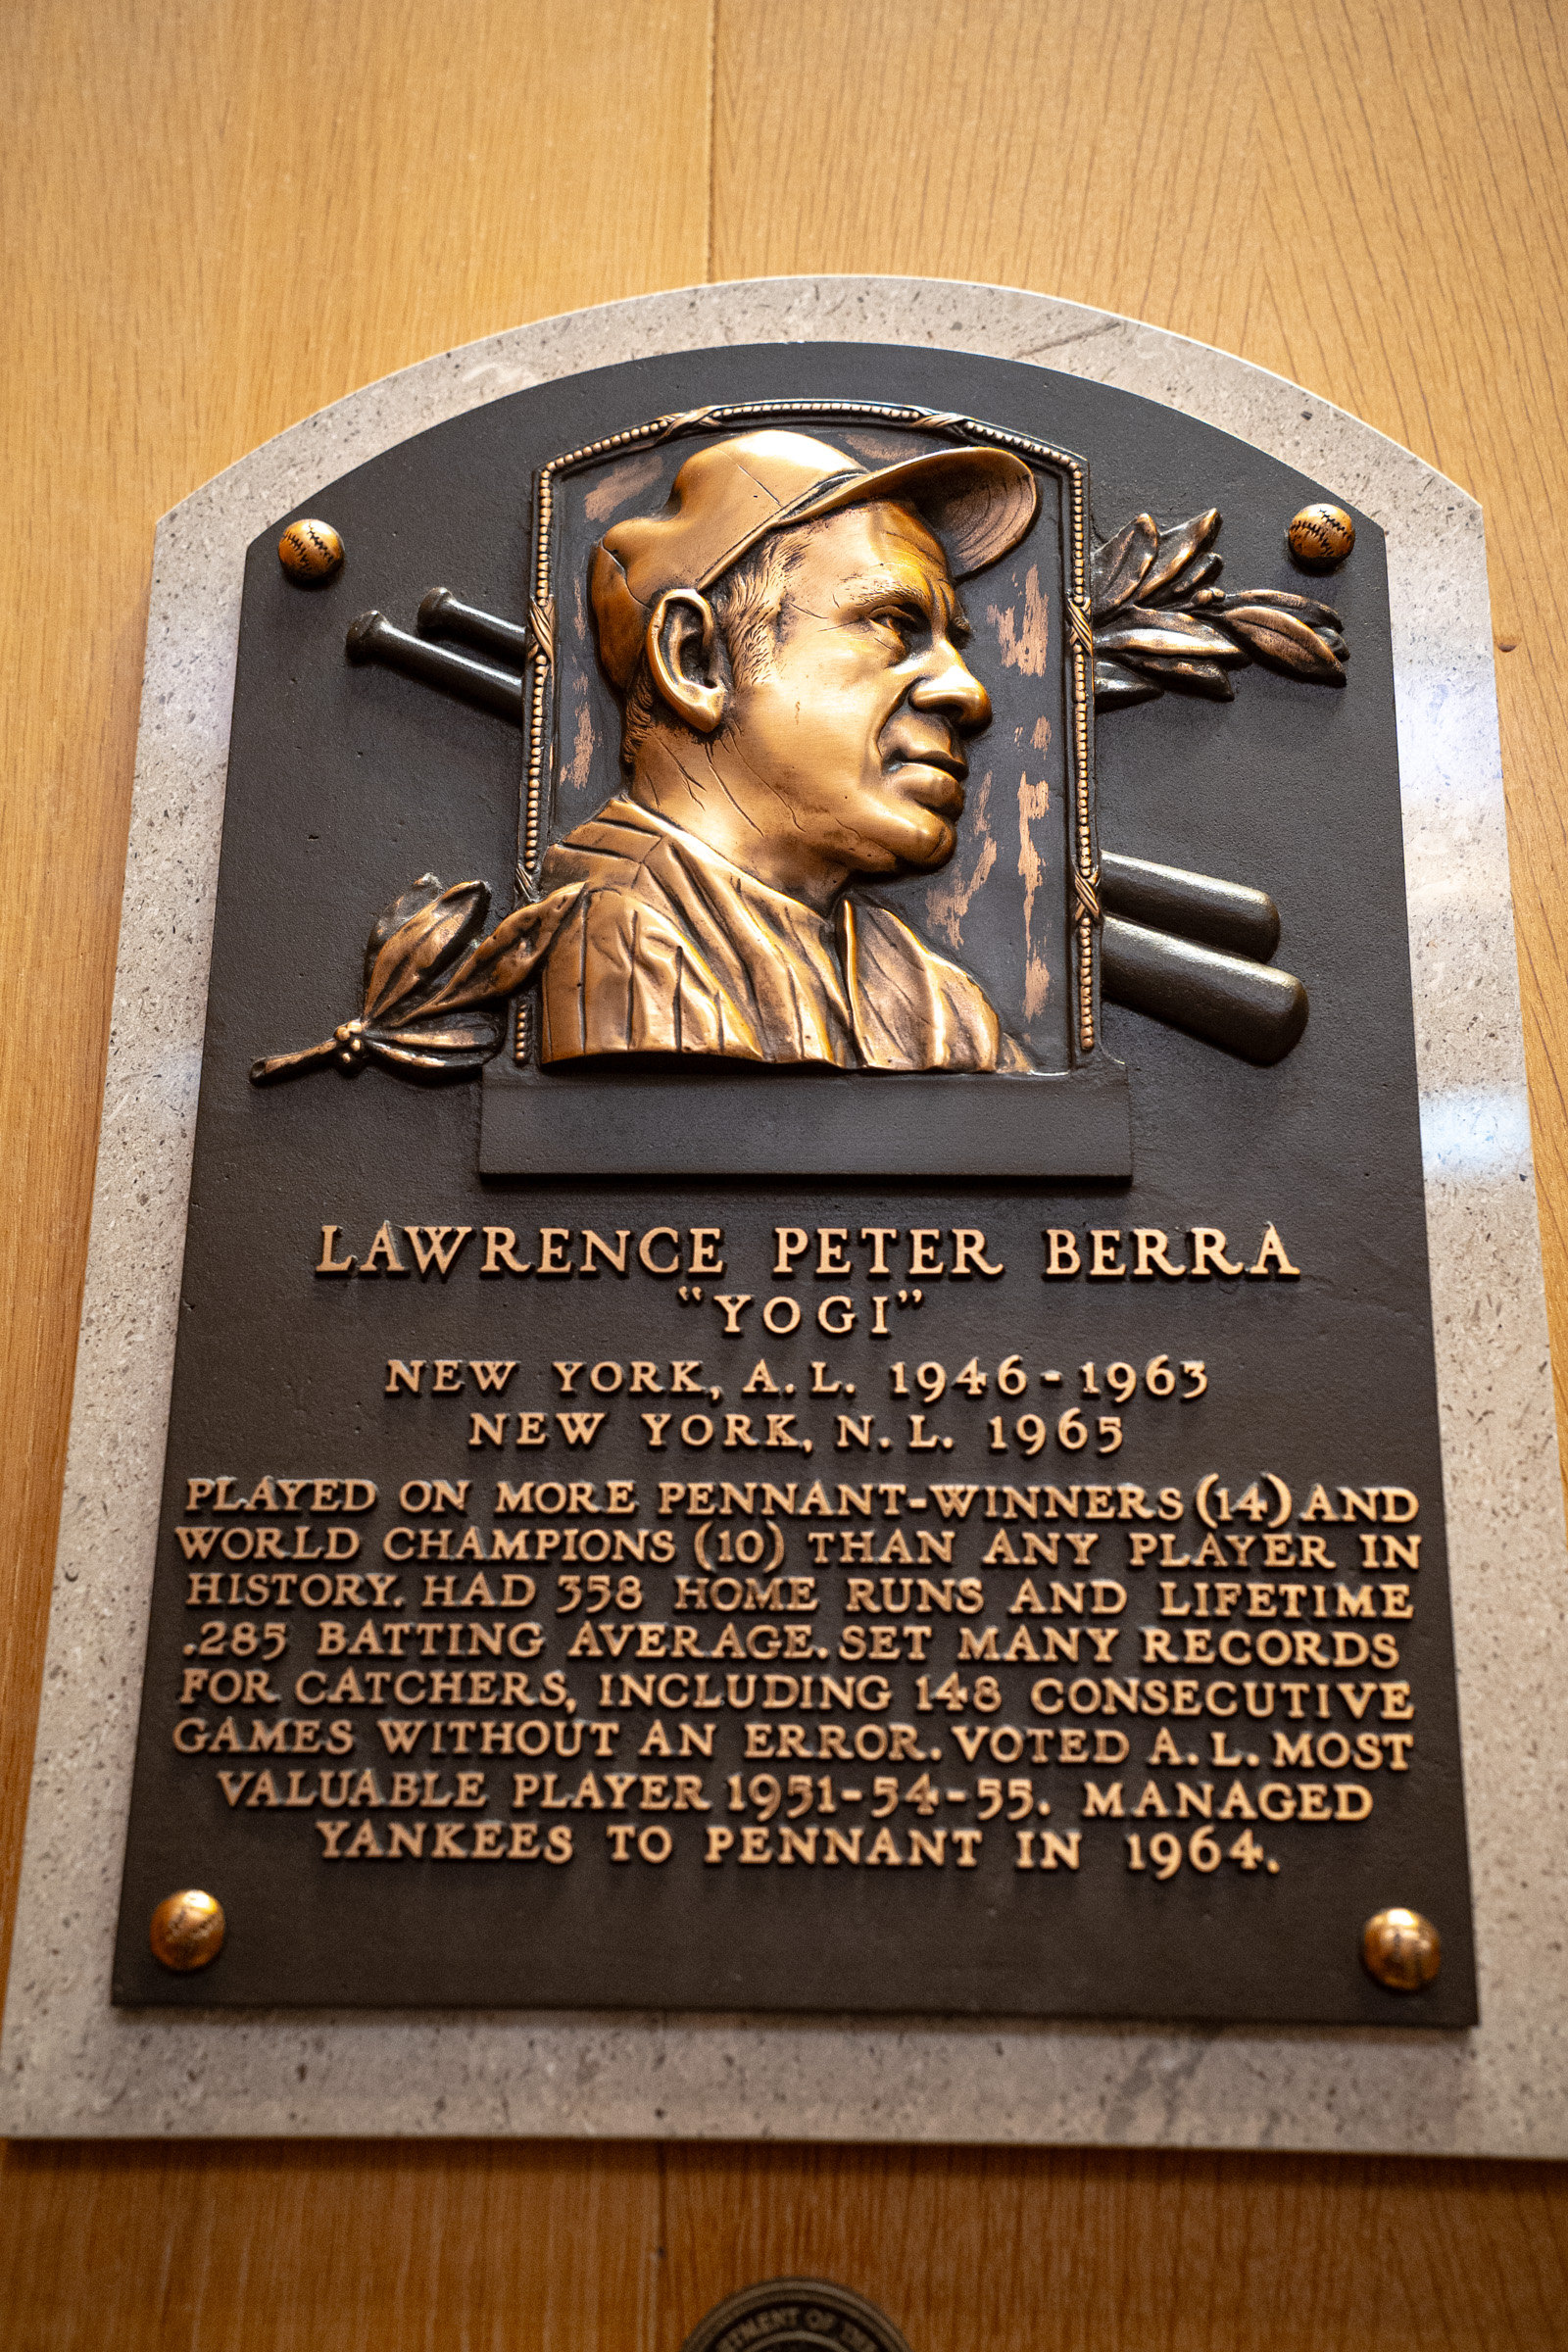 LAWRENCE PETER BERRA
"YOGI"
NEW YORK, A.L. 1946-1963
NEW YORK, N.L. 1965
PLAYED ON MORE PENNANT-WINNERS (14) AND
WORLD CHAMPIONS (10) THAN ANY PLAYER IN
HISTORY. HAD 358 HOME RUNS AND LIFETIME
.285 BATTING AVERAGE. SET MANY RECORDS
FOR CATCHERS, INCLUDING 148 CONSECUTIVE
GAMES WITHOUT AN ERROR. VOTED A.L. MOST
VALUABLE PLAYER 1951-54-55. MANAGED
YANKEES TO PENNANT IN 1964.
OF